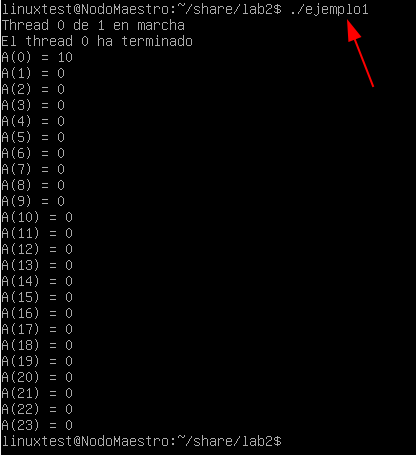 linuxtest@NodoMaestro:~/share/lab2$ ./ejemplo1
Thread 0 de 1 en marcha
El thread 0 ha terminado
A(0) = 10
A(1) = 0
A(2) = 0
A(3) = 0
A(4) = 0
A(5) = 0
A(6) = 0
A(7) = 0
A(8) = 0
A(9) = 0
A(10) = 0
A(11) = 0
A(12) = 0
A(13) = 0
A(14) = 0
A(15) = 0
A(16) = 0
A(17) = 0
A(18) = 0
A(19) = 0
A(20) = 0
A(21) = 0
A(22) = 0
A(23) = 0
linuxtest@NodoMaestro:~/share/lab2$